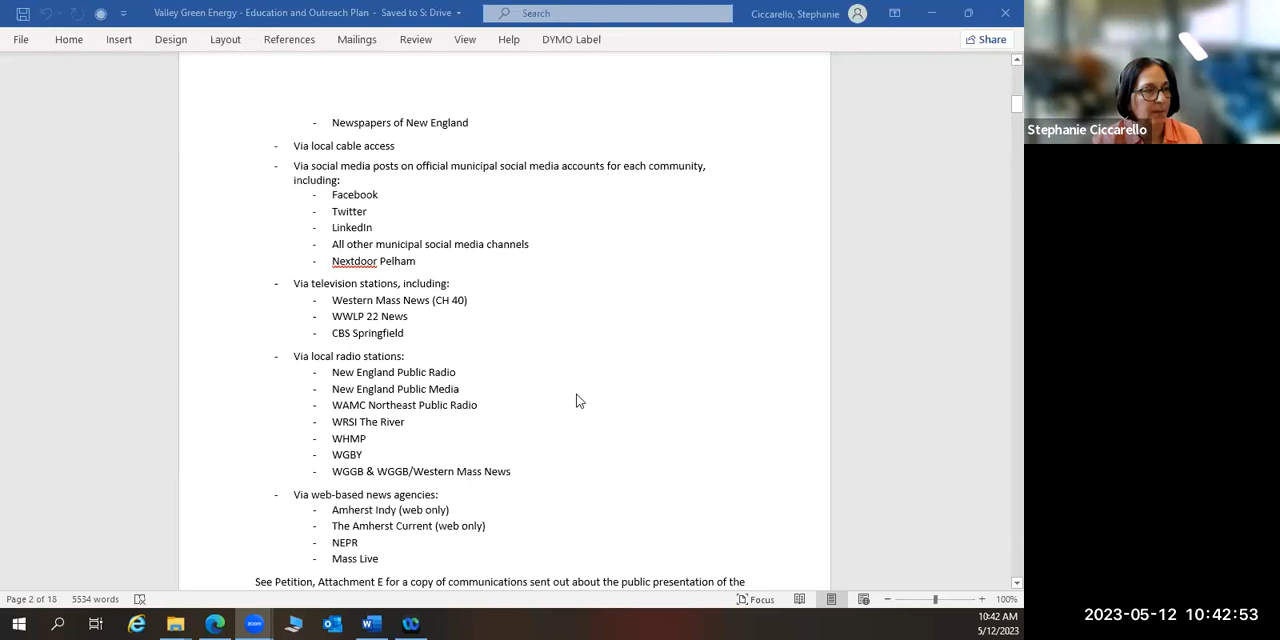 Valley Green Energy - Education and Outreach Plan - Saved to S: Drive
Search
Ciccarello, Stephanie
File Home Insert Design Layout References Mailings Review View Help DYMO Label
Share
- Newspapers of New England
- Via local cable access
- Via social media posts on official municipal social media accounts for each community,
including:
- Facebook
- Twitter
- LinkedIn
- All other municipal social media channels
- Nextdoor Pelham
- Via television stations, including:
- Western Mass News (CH 40)
- WWLP 22 News
- CBS Springfield
- Via local radio stations:
- New England Public Radio
- New England Public Media
- WAMC Northeast Public Radio
- WRSI The River
- WHMP
- WGBY
- WGGB & WGGB/Western Mass News
- Via web-based news agencies:
- Amherst Indy (web only)
- The Amherst Current (web only)
- NEPR
- Mass Live
See Petition, Attachment E for a copy of communications sent out about the public presentation of the
Page 2 of 18 5534 words
Focus
100%
zoom
10:42 AM
5/12/2023
Stephanie Ciccarello
2023-05-12 10:42:53